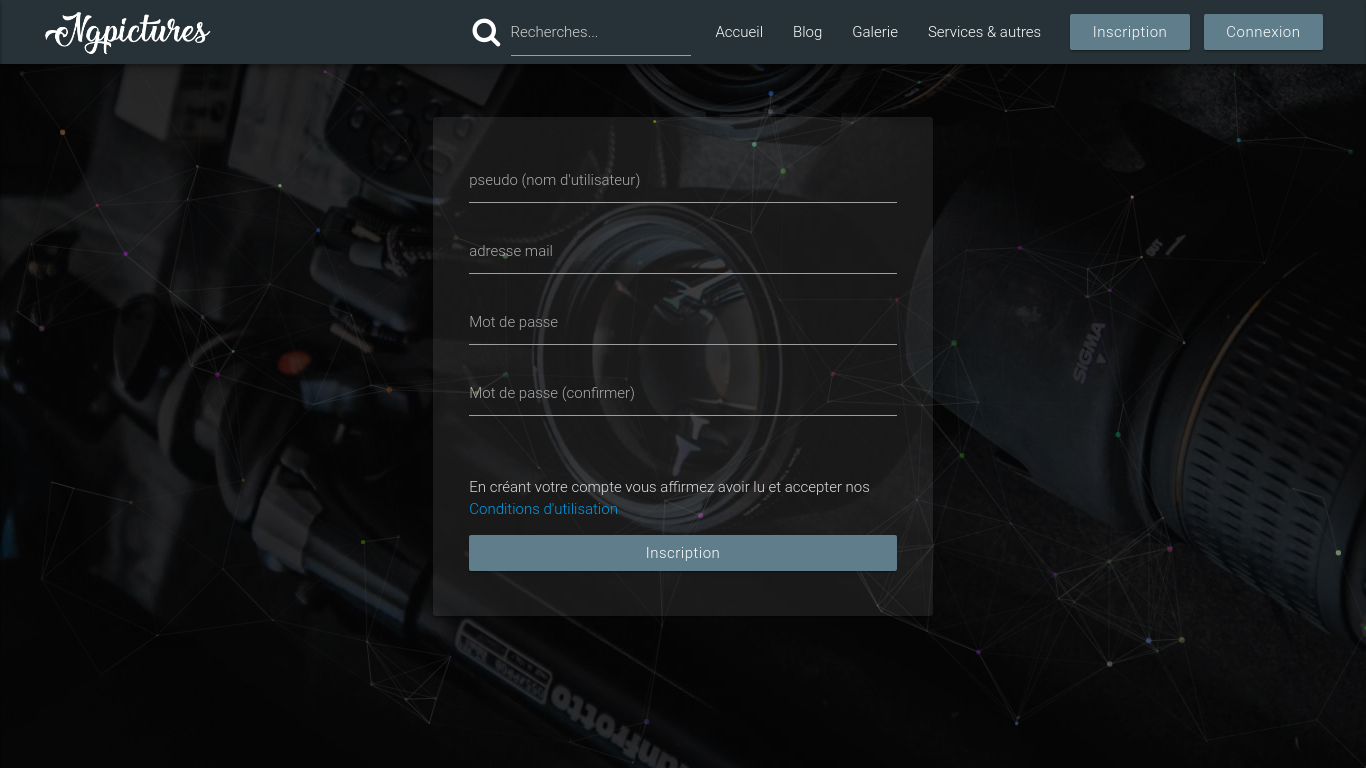 Ngpictures
Recherches...
Accueil
Blog
Galerie
Services & autres
Inscription
Connexion
pseudo (nom d'utilisateur)
adresse mail
Mot de passe
Mot de passe (confirmer)
En créant votre compte vous affirmez avoir lu et accepter nos
Conditions d'utilisation
Inscription
SIGMA
anfrotto